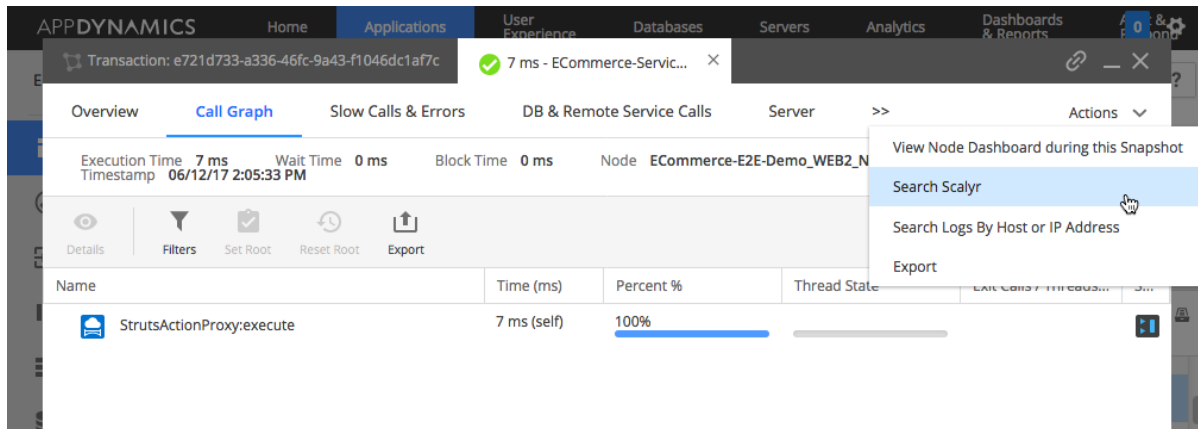 APPDYNAMICS Home Applications User Experience Databases Servers Analytics Dashboards & Reports 0 &
Transaction: e721d733-a336-46fc-9a43-f1046dc1af7c 7 ms - ECommerce-Servic... ×
E ?
Overview Call Graph Slow Calls & Errors DB & Remote Service Calls Server >> Actions
Execution Time 7 ms Wait Time 0 ms Block Time 0 ms Node ECommerce-E2E-Demo_WEB2_N
Timestamp 06/12/17 2:05:33 PM
View Node Dashboard during this Snapshot
Search Scalyr
Search Logs By Host or IP Address
Export
Details Filters Set Root Reset Root Export
Name Time (ms) Percent % Thread State Exit Calls / Threads...
StrutsActionProxy:execute 7 ms (self) 100%